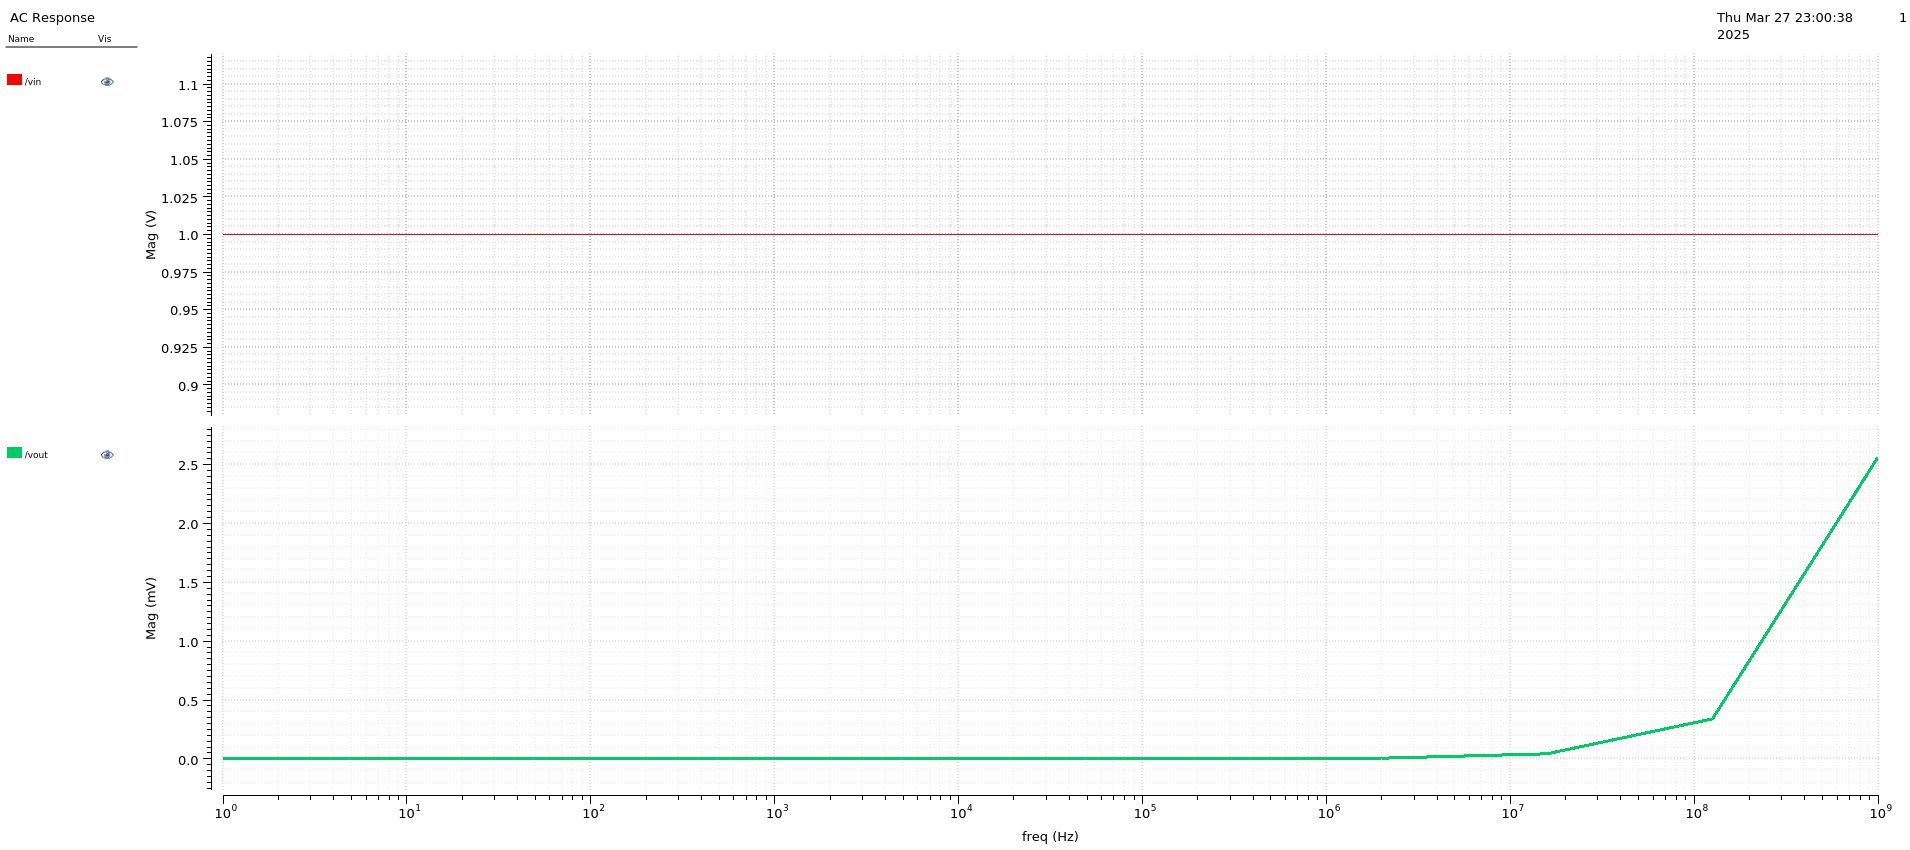 AC Response
Thu Mar 27 23:00:38 1
2025
Name Vis
/vin
1.1
1.075
1.05
1.025
1.0
0.975
0.95
0.925
0.9
Mag (V)
/vout
2.5
2.0
1.5
1.0
0.5
0.0
Mag (mV)
10⁰ 10¹ 10² 10³ 10⁴ 10⁵ 10⁶ 10⁷ 10⁸ 10⁹
freq (Hz)